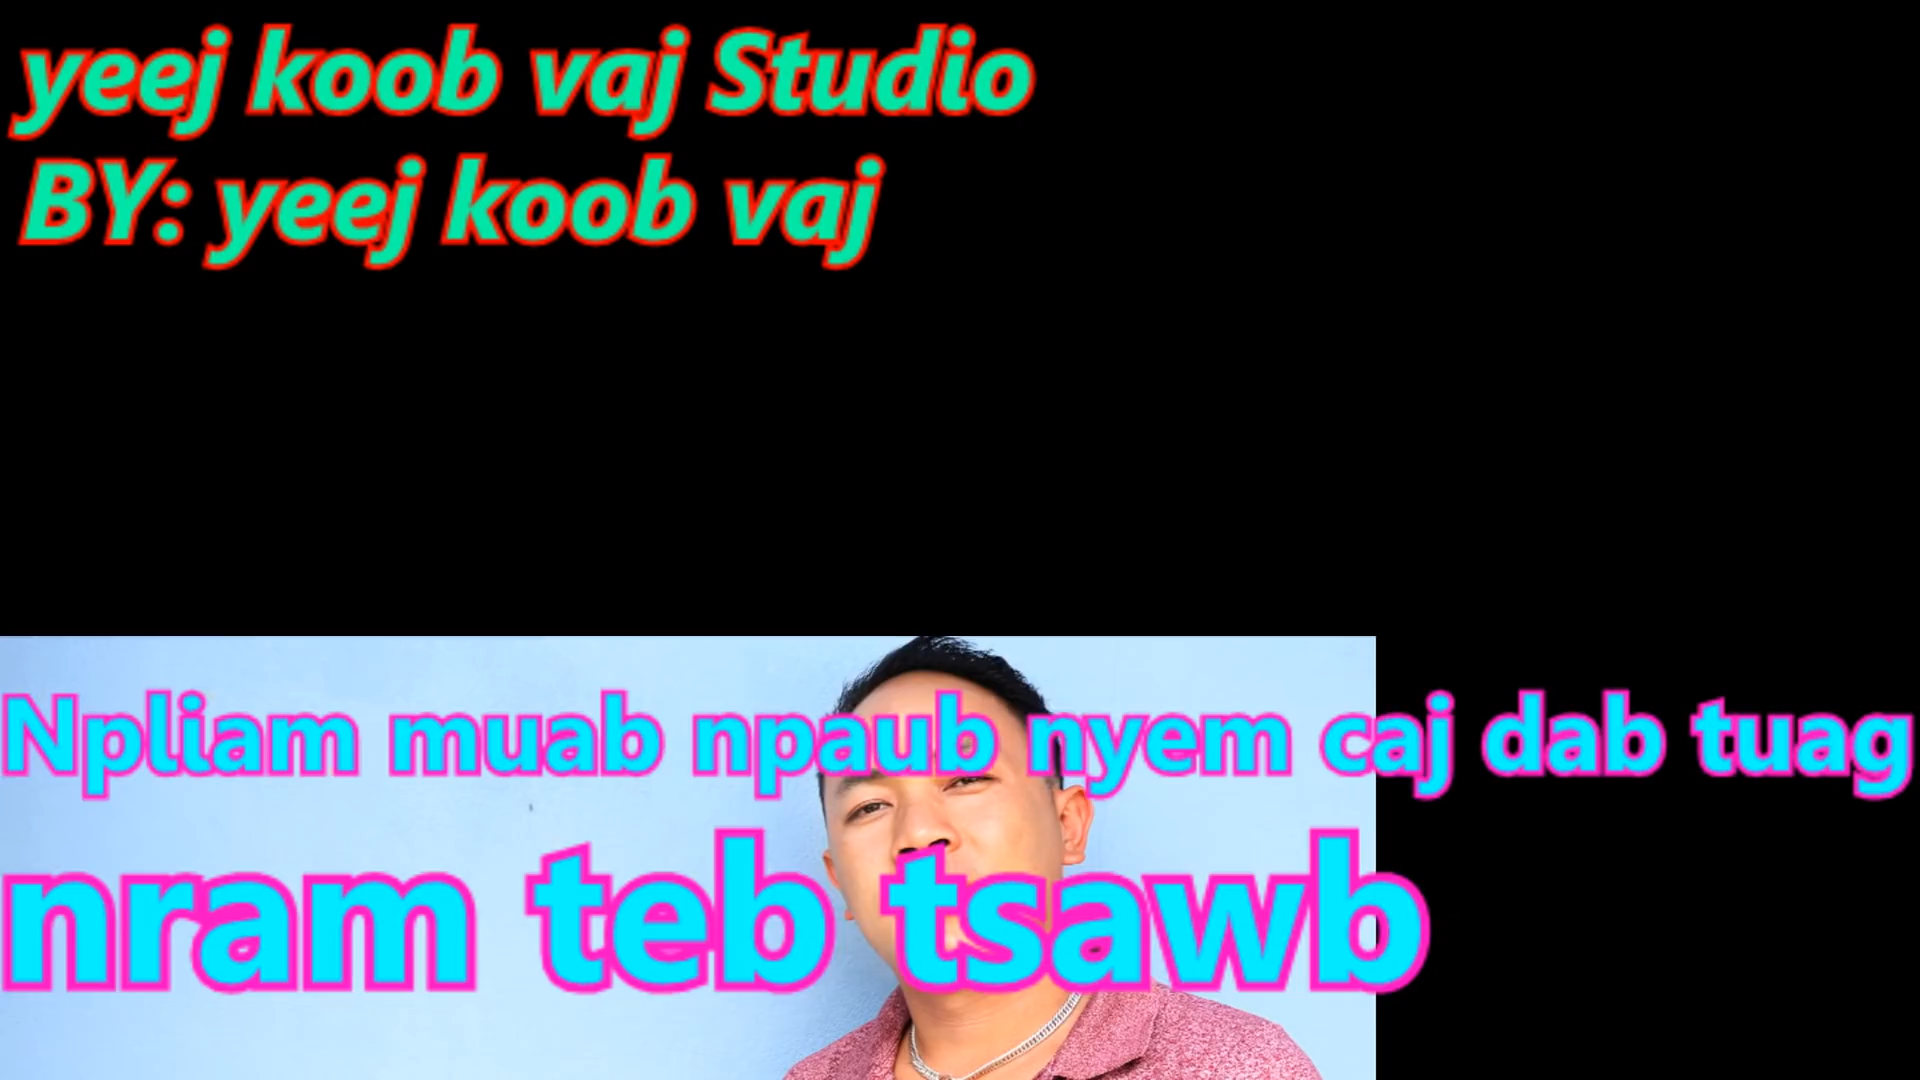 yeej koob vaj Studio
BY: yeej koob vaj
Npliam muab npaub nyem caj dab tuag
nram teb tsawb